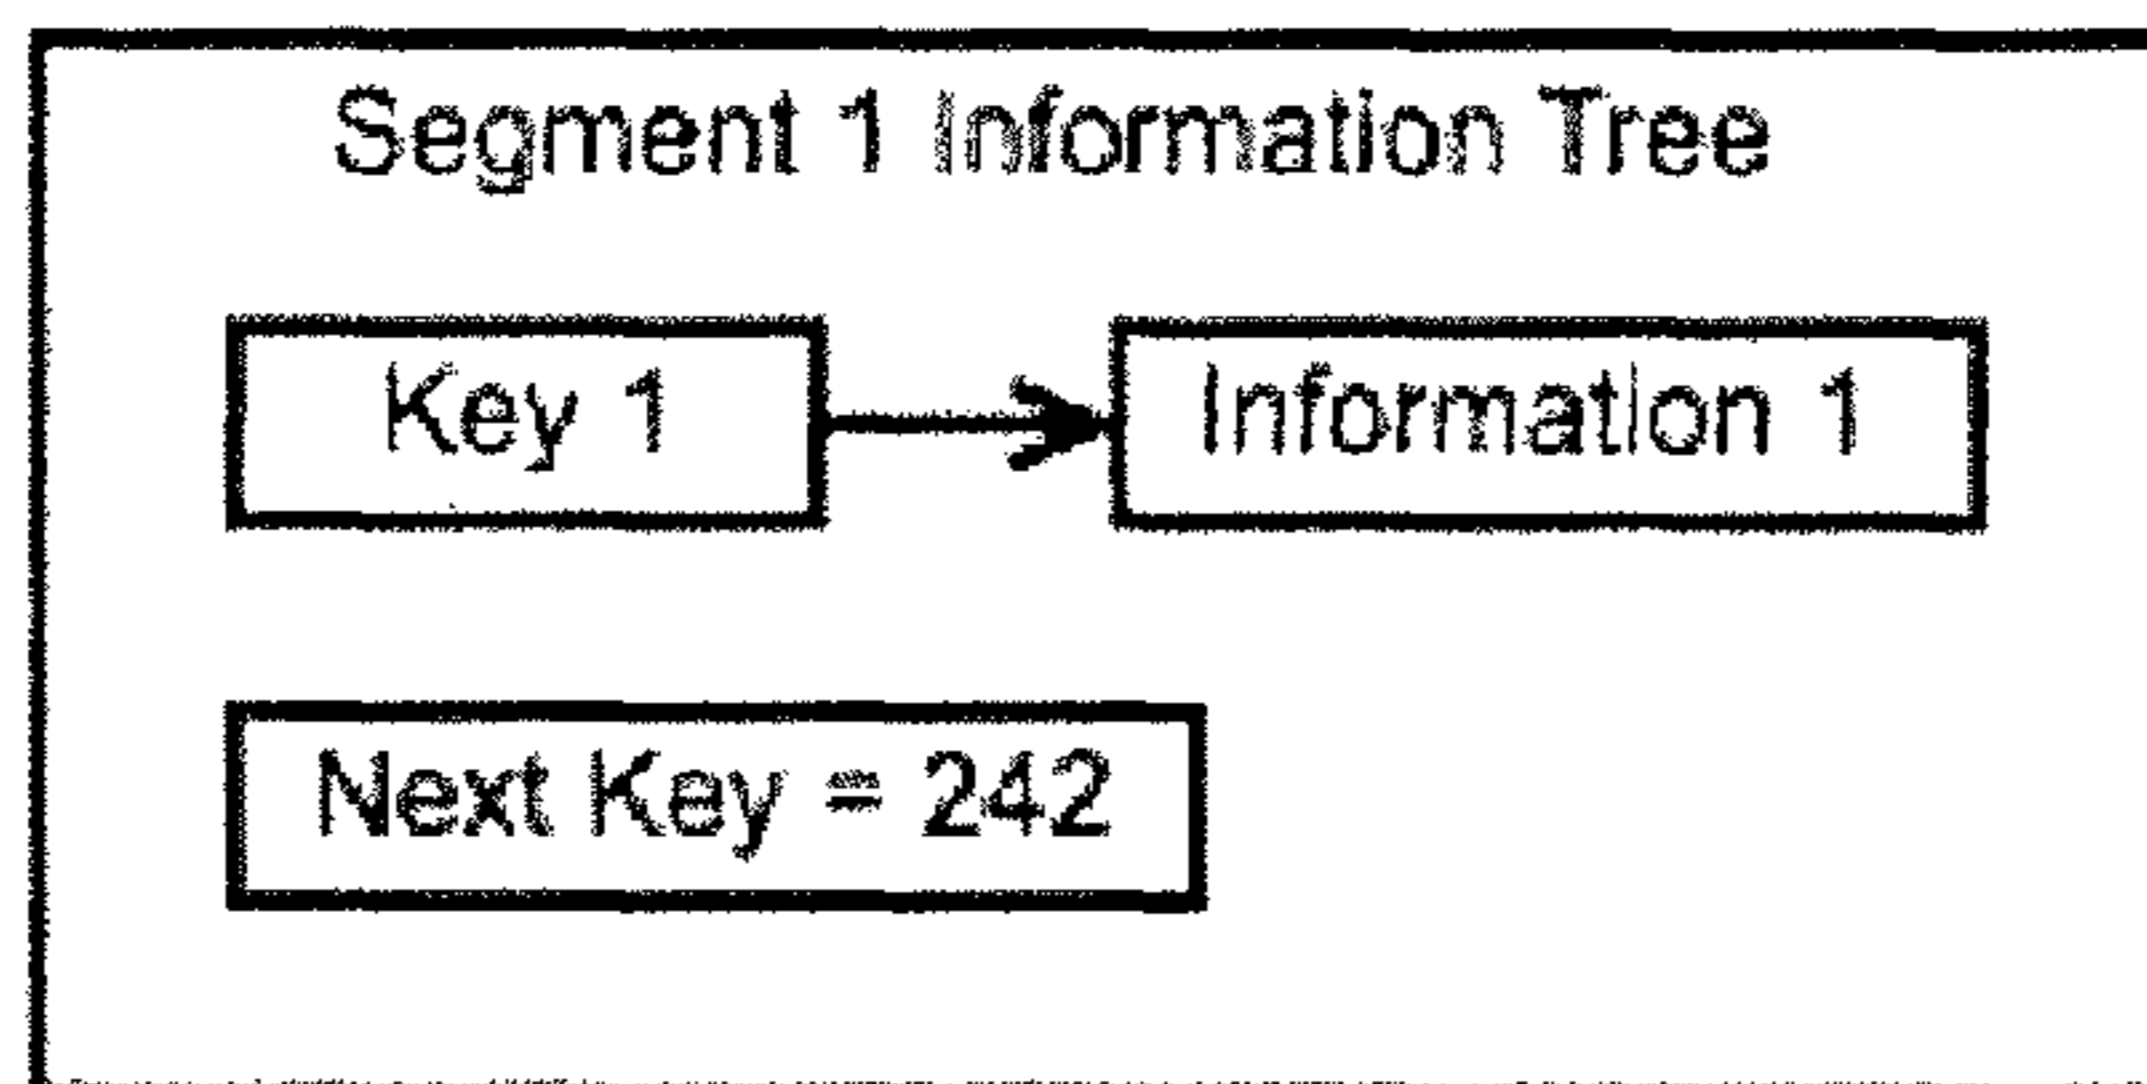 Segment 1 Information Tree
Key 1
Information 1
Next Key = 242